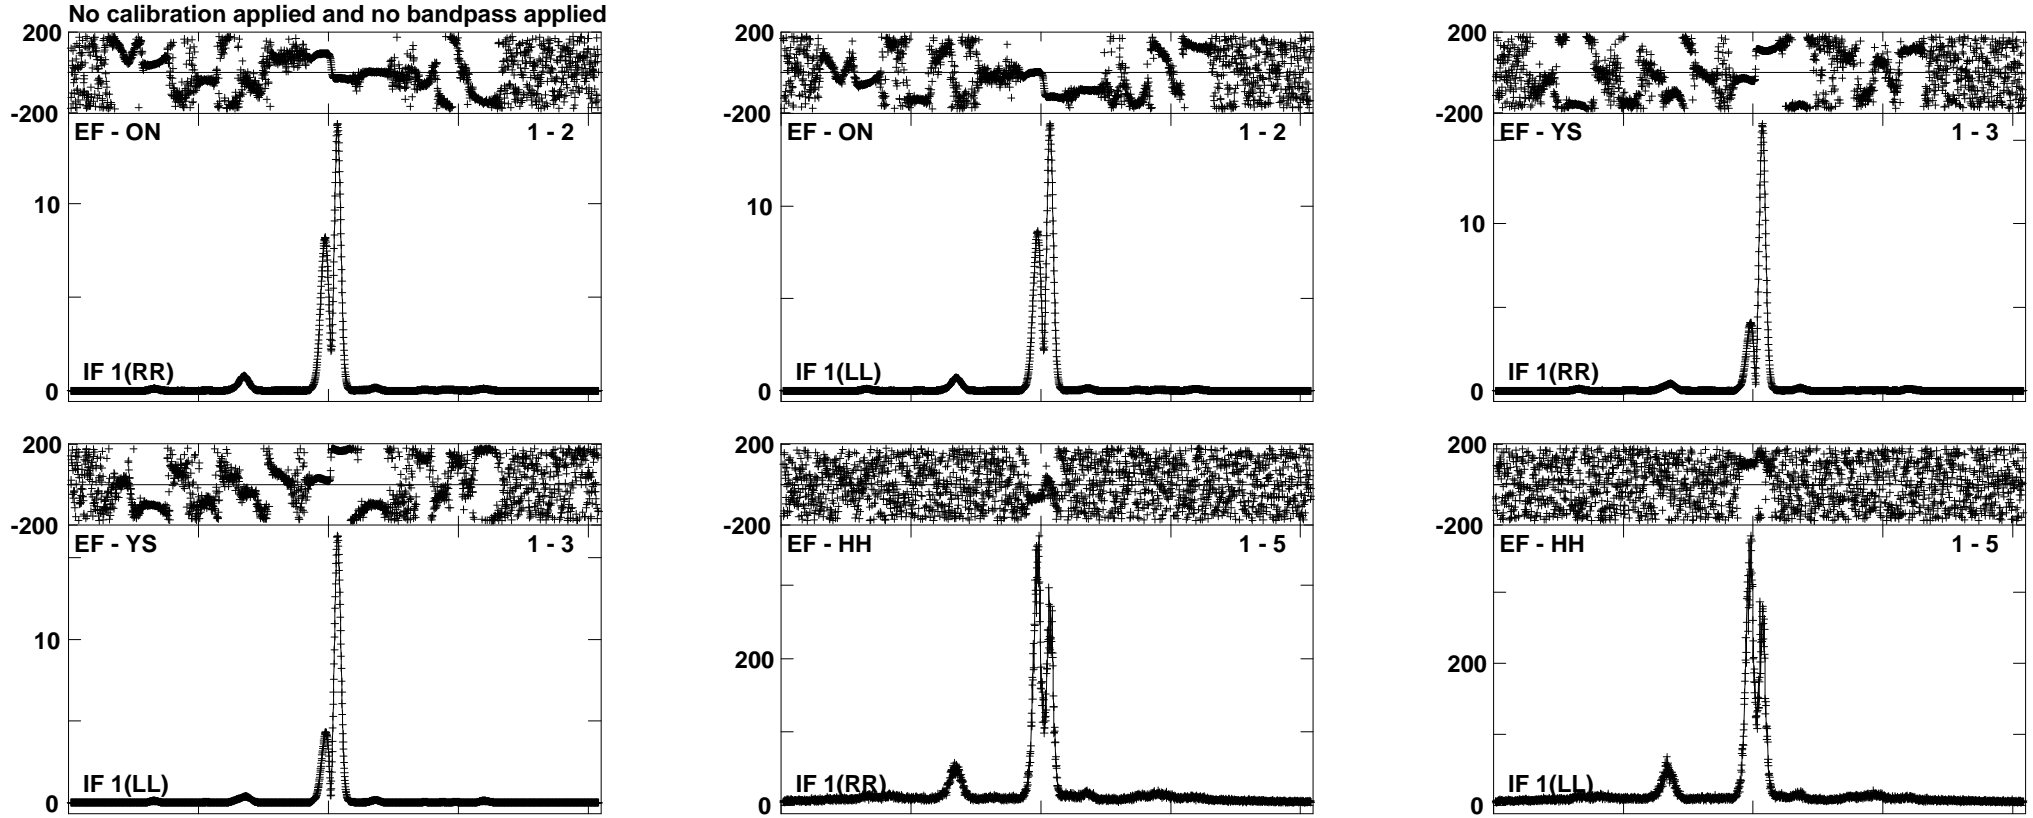 No calibration applied and no bandpass applied
200
-200
EF - ON
1 - 2
10
IF 1(RR)
0
200
-200
EF - ON
1 - 2
10
IF 1(LL)
0
200
-200
EF - YS
1 - 3
10
IF 1(RR)
0
200
-200
EF - YS
1 - 3
10
IF 1(LL)
0
200
-200
EF - HH
1 - 5
200
IF 1(RR)
0
200
-200
EF - HH
1 - 5
200
IF 1(LL)
0